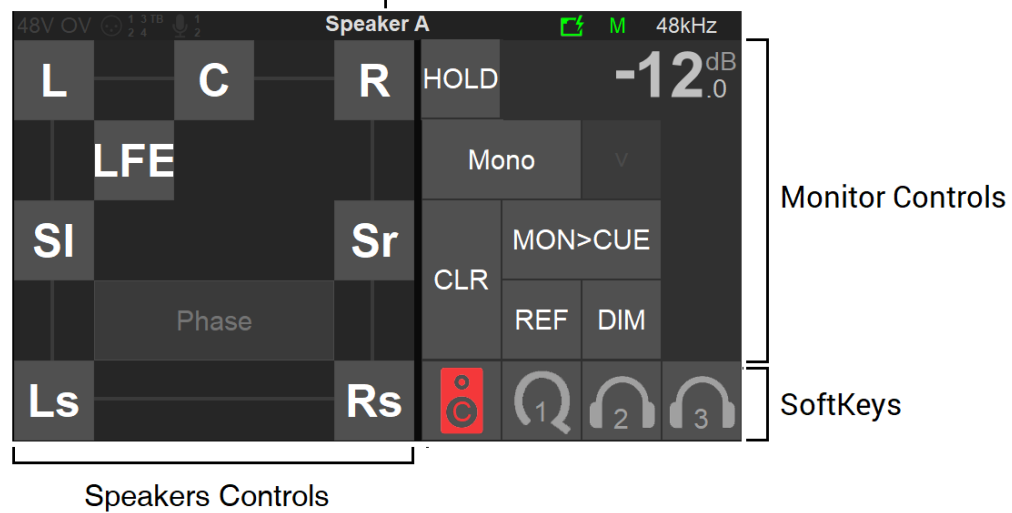 48V OV 1 3 TB 2 4 1 2 Speaker A M 48kHz
L C R HOLD -12.0 dB
LFE Mono v
Monitor Controls
Sl Sr MON>CUE
CLR
Phase REF DIM
Ls Rs C 1 2 3
SoftKeys
Speakers Controls